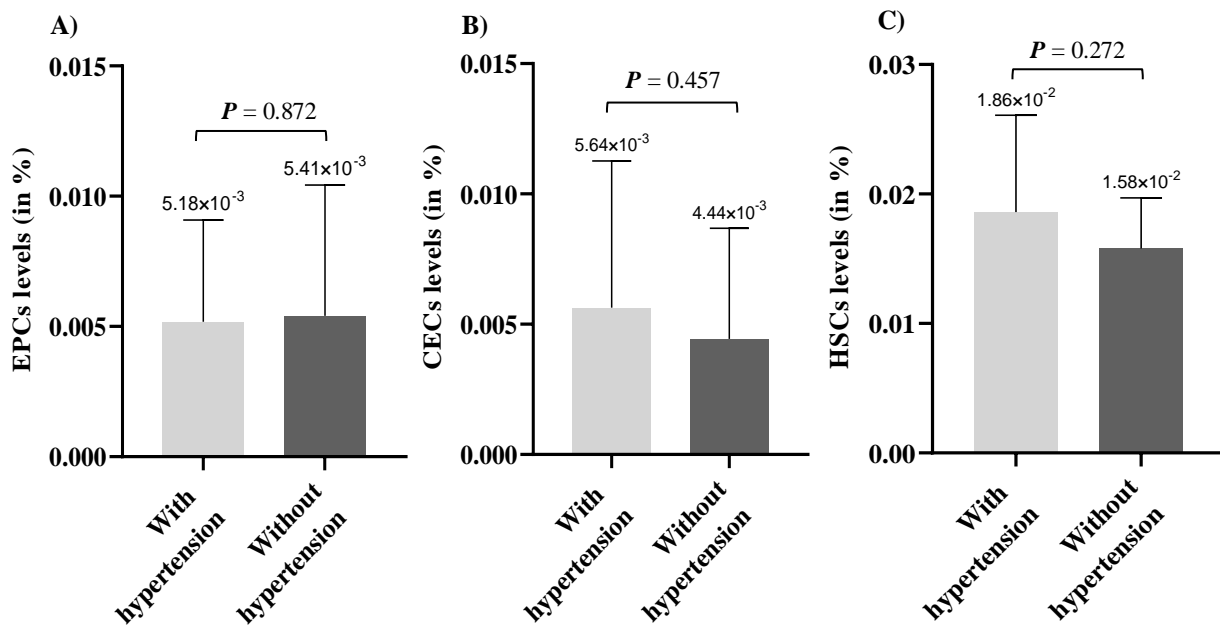 A)
EPCs levels (in %)
0.015
0.010
0.005
0.000
P = 0.872
5.18×10-3
5.41×10-3
With
hypertension
Without
hypertension
B)
CECs levels (in %)
0.015
0.010
0.005
0.000
P = 0.457
5.64×10-3
4.44×10-3
With
hypertension
Without
hypertension
C)
HSCs levels (in %)
0.03
0.02
0.01
0.00
P = 0.272
1.86×10-2
1.58×10-2
With
hypertension
Without
hypertension